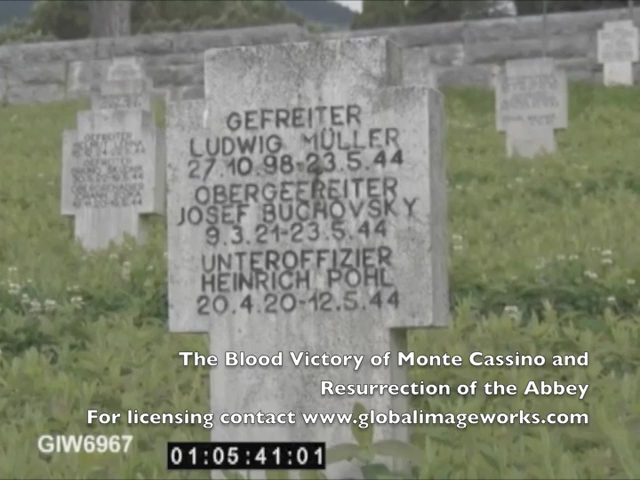 GEFREITER
LUDWIG MÜLLER
27.10.98-23.5.44
OBERGEFREITER
JOSEF BUCHOVSKY
9.3.21-23.5.44
UNTEROFFIZIER
HEINRICH POHL
20.4.20-12.5.44
GEFREITER
The Blood Victory of Monte Cassino and
Resurrection of the Abbey
For licensing contact www.globalimageworks.com
GIW6967
01:05:41:01